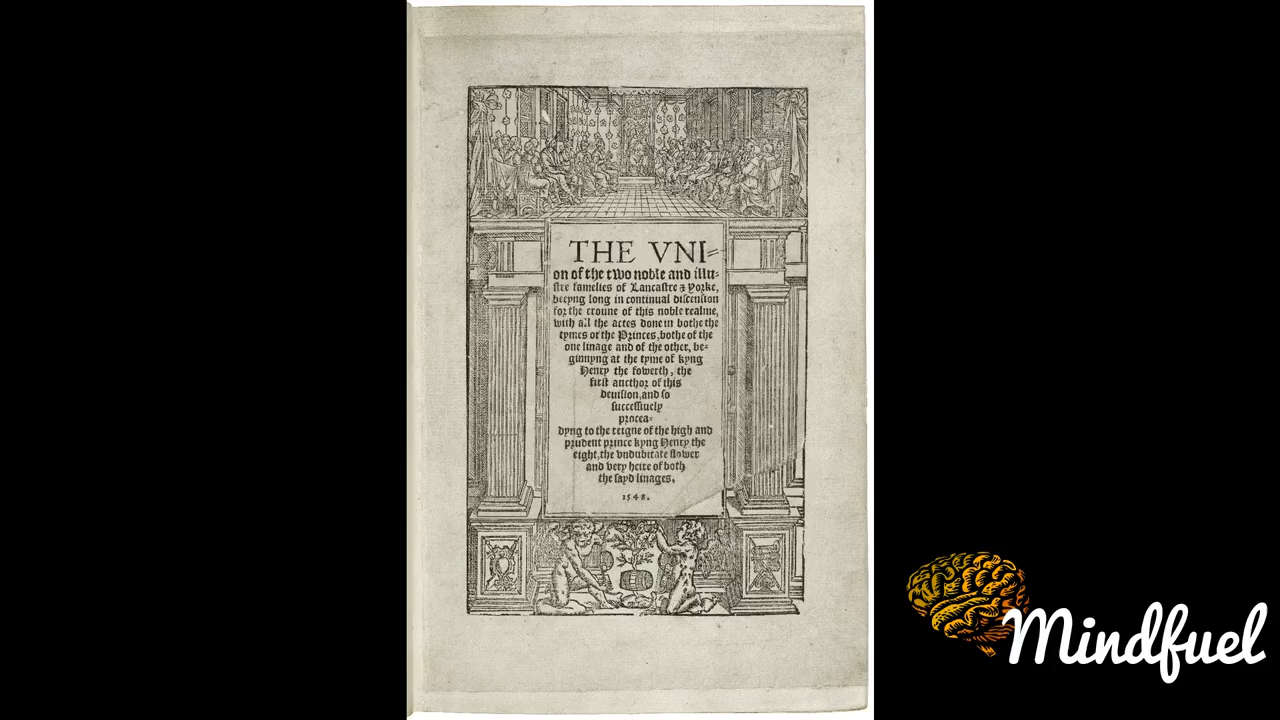 THE VNI=
on of the two noble and illu-
stre famelies of Lancastre ⁊ Yorke,
beeyng long in continual discension
for the croune of this noble realme,
with all the actes done in bothe the
tymes of the Princes, bothe of the
one linage and of the other, be-
ginnyng at the tyme of kyng
Henry the fowerth, the
first aucthor of this
deuision, and so
successiuely
procea-
dyng to the reigne of the high and
prudent prince kyng Henry the
eight, the vndubitate flower
and very heire of both
the sayd linages.
1548.
Mindfuel